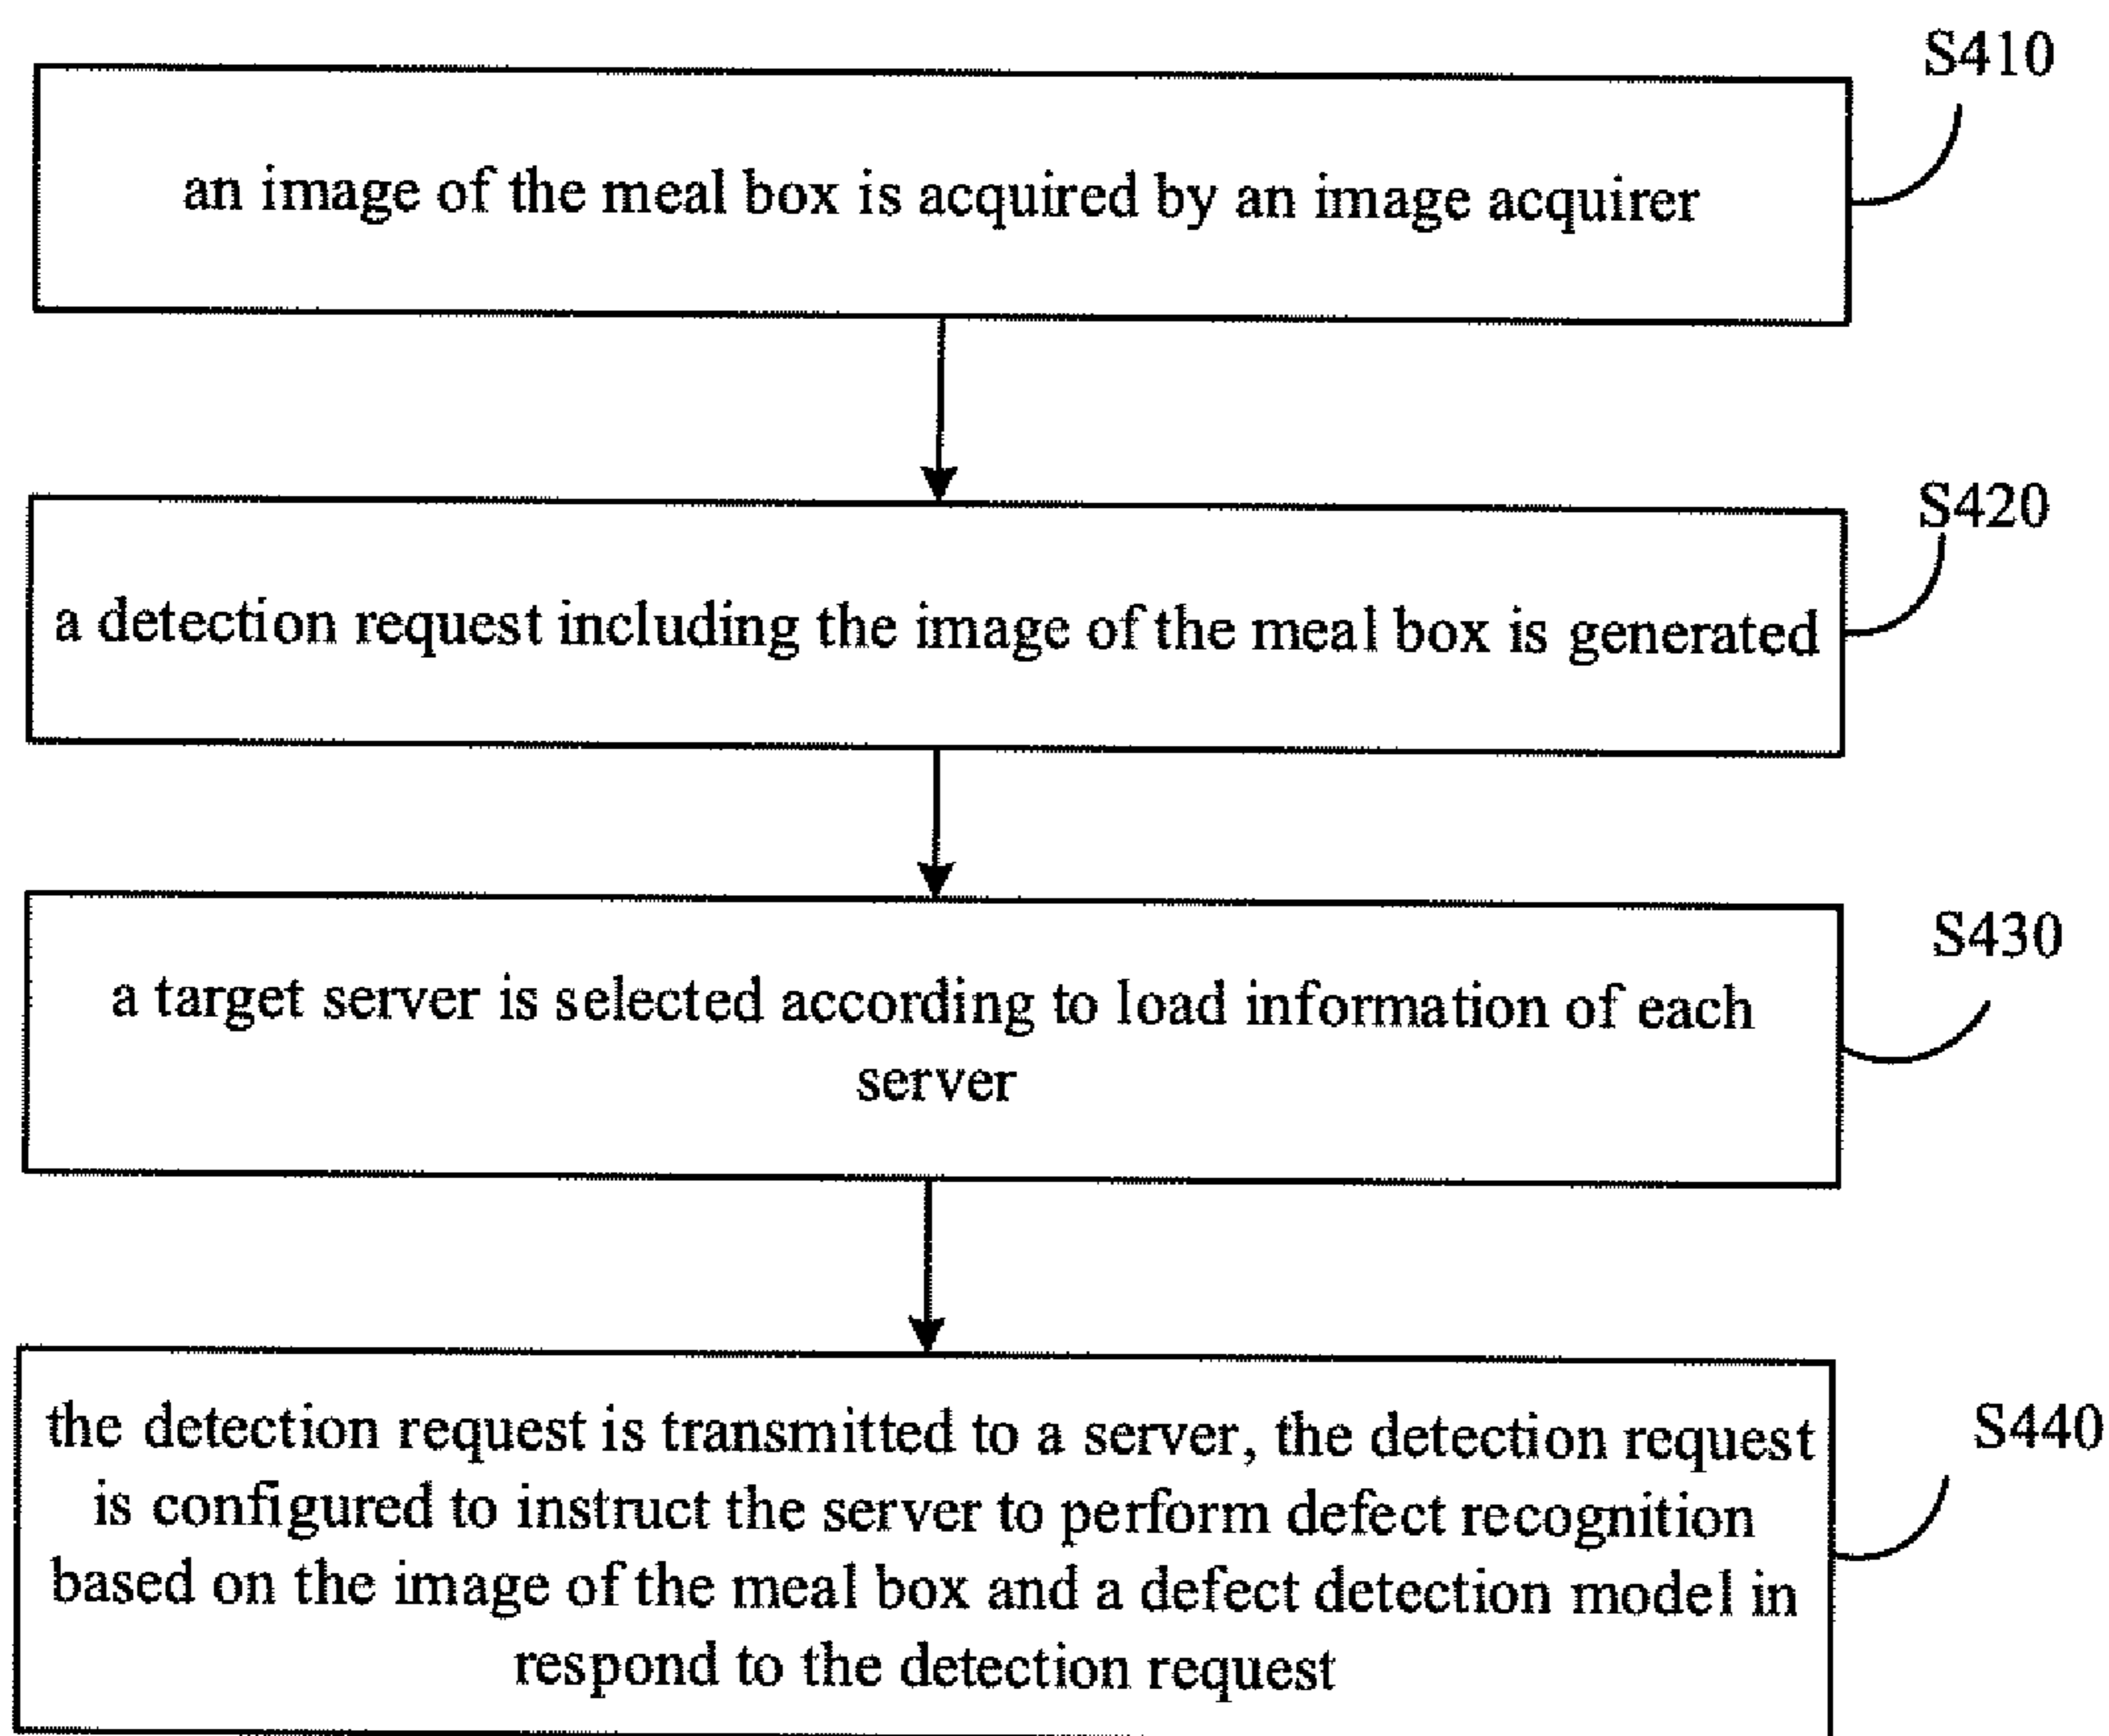 S410
an image of the meal box is acquired by an image acquirer
S420
a detection request including the image of the meal box is generated
S430
a target server is selected according to load information of each
server
S440
the detection request is transmitted to a server, the detection request
is configured to instruct the server to perform defect recognition
based on the image of the meal box and a defect detection model in
respond to the detection request